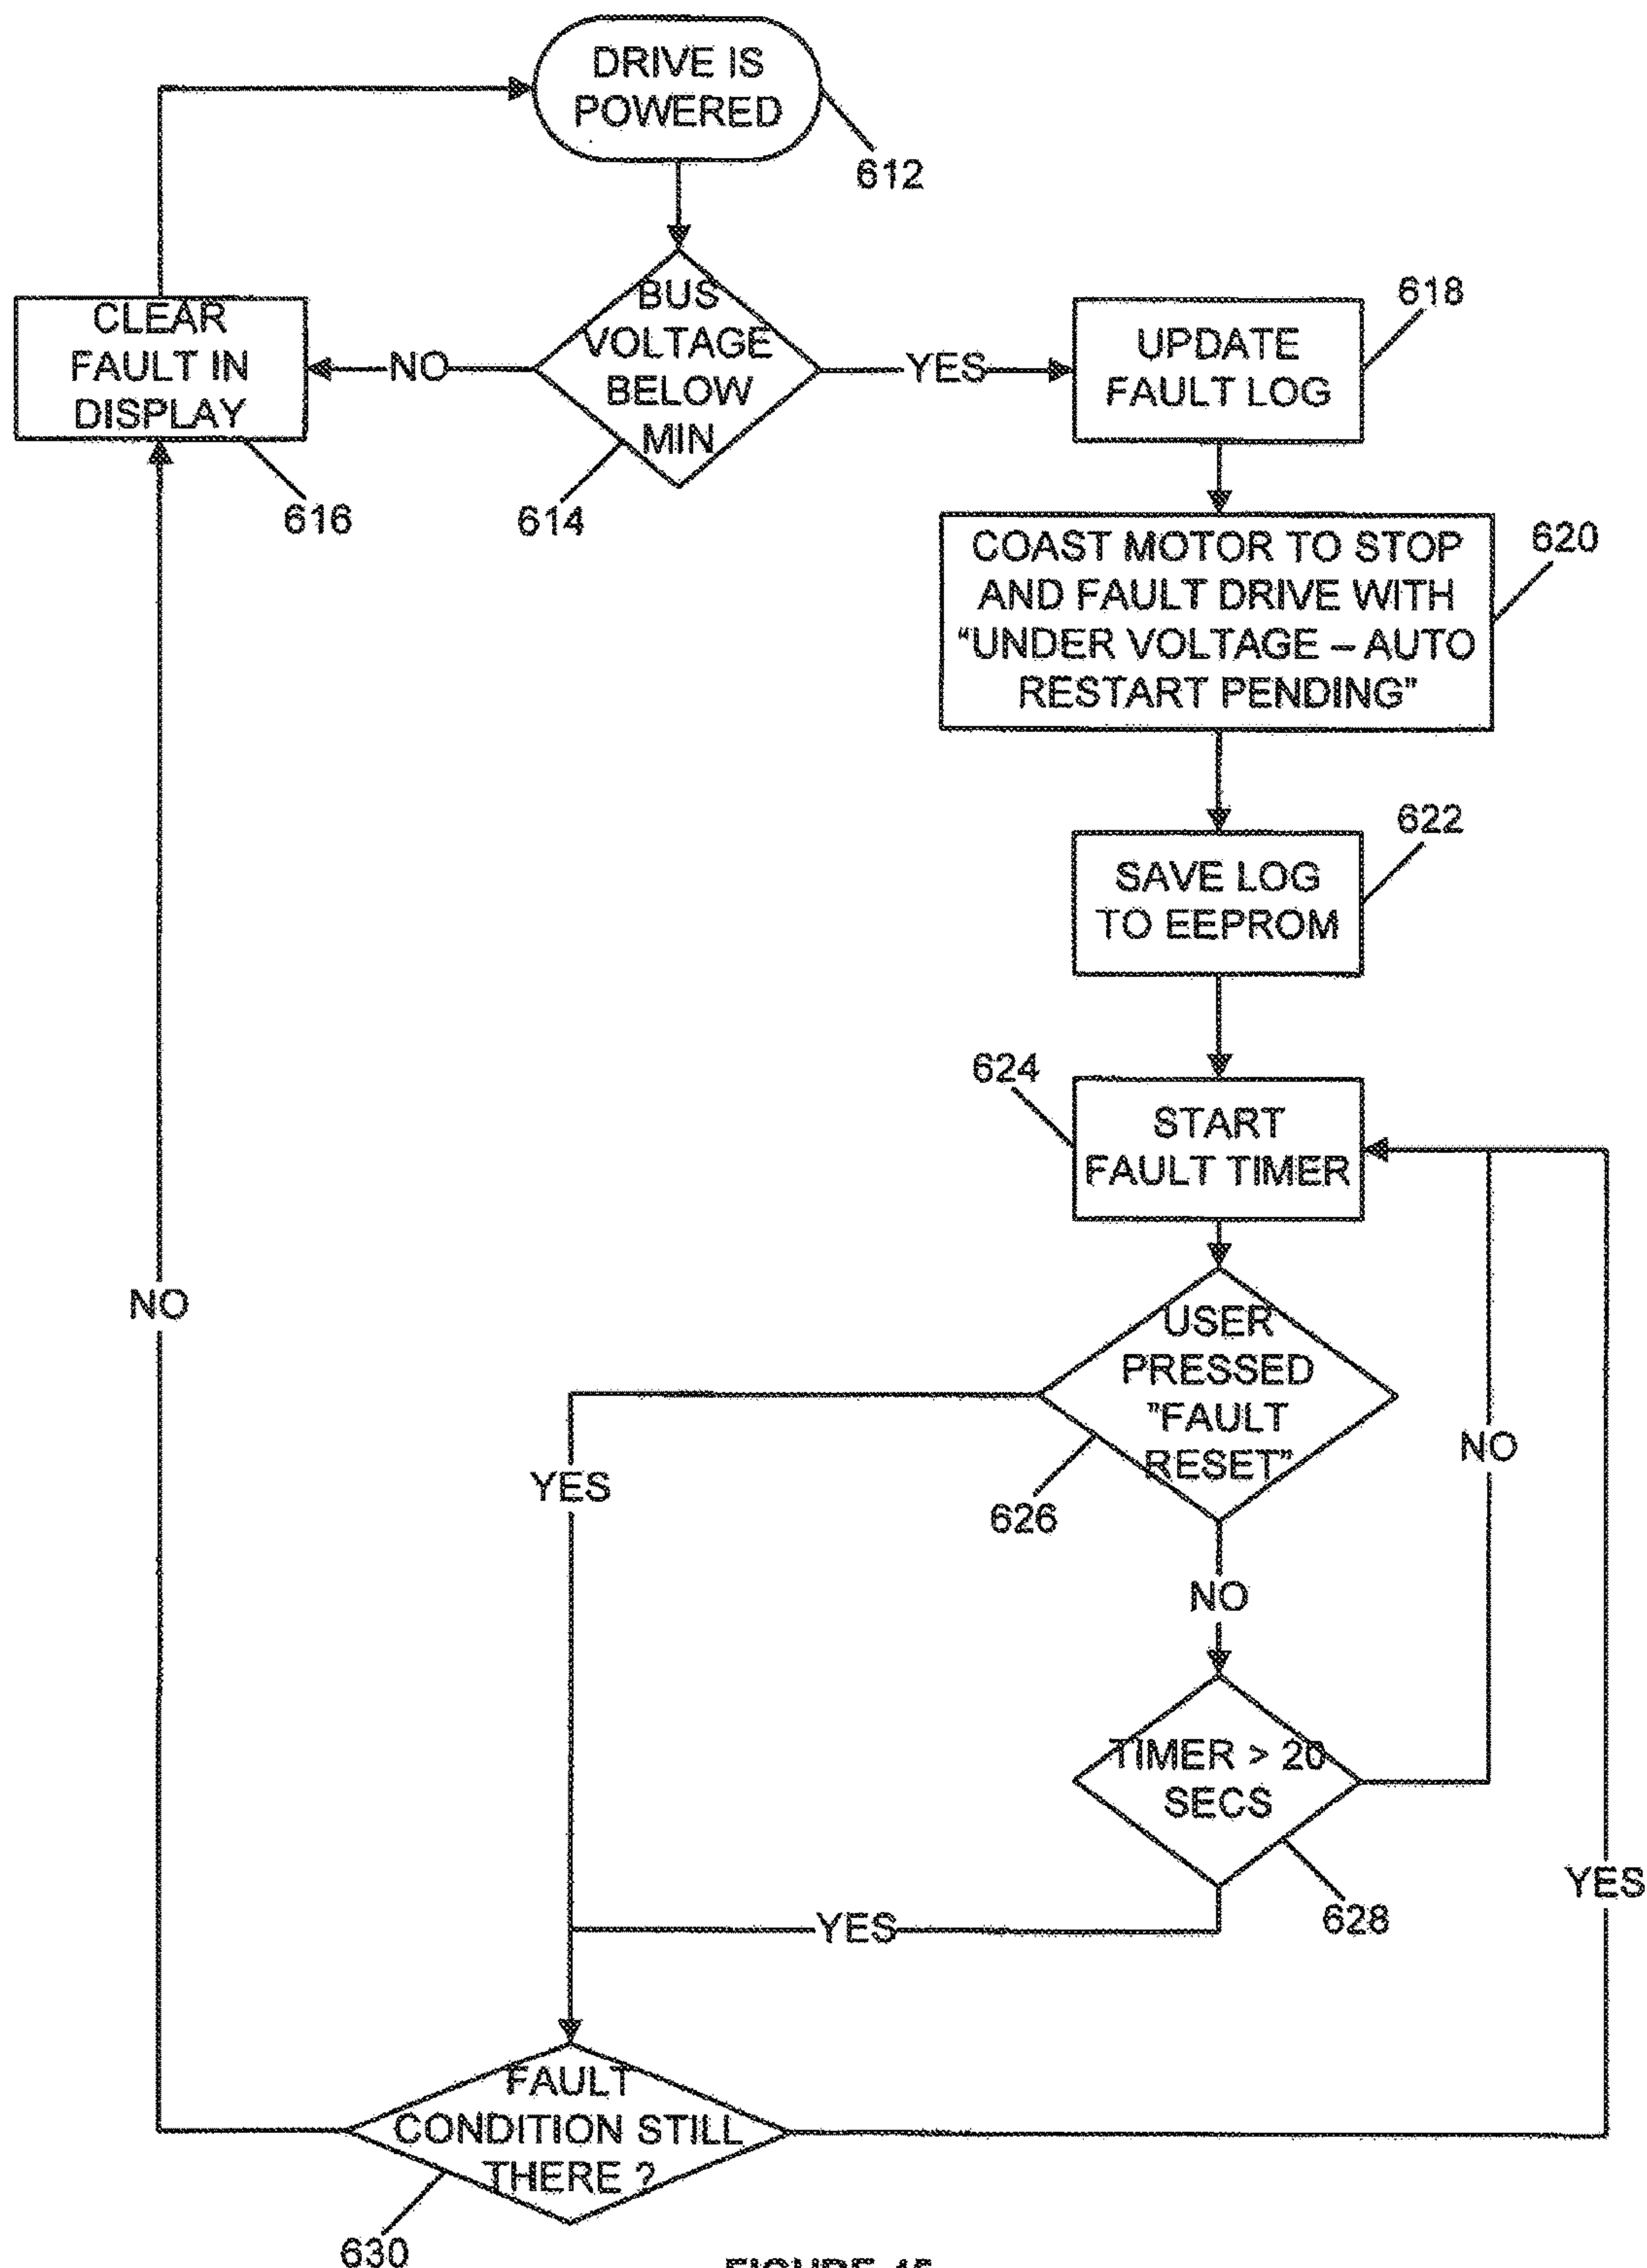 DRIVE IS
POWERED
612
BUS
VOLTAGE
BELOW
MIN
614
NO
YES
CLEAR
FAULT IN
DISPLAY
616
UPDATE
FAULT LOG
618
COAST MOTOR TO STOP
AND FAULT DRIVE WITH
“UNDER VOLTAGE – AUTO
RESTART PENDING”
620
SAVE LOG
TO EEPROM
622
START
FAULT TIMER
624
USER
PRESSED
”FAULT
RESET”
626
YES
NO
TIMER > 20
SECS
628
NO
YES
FAULT
CONDITION STILL
THERE ?
630
NO
YES